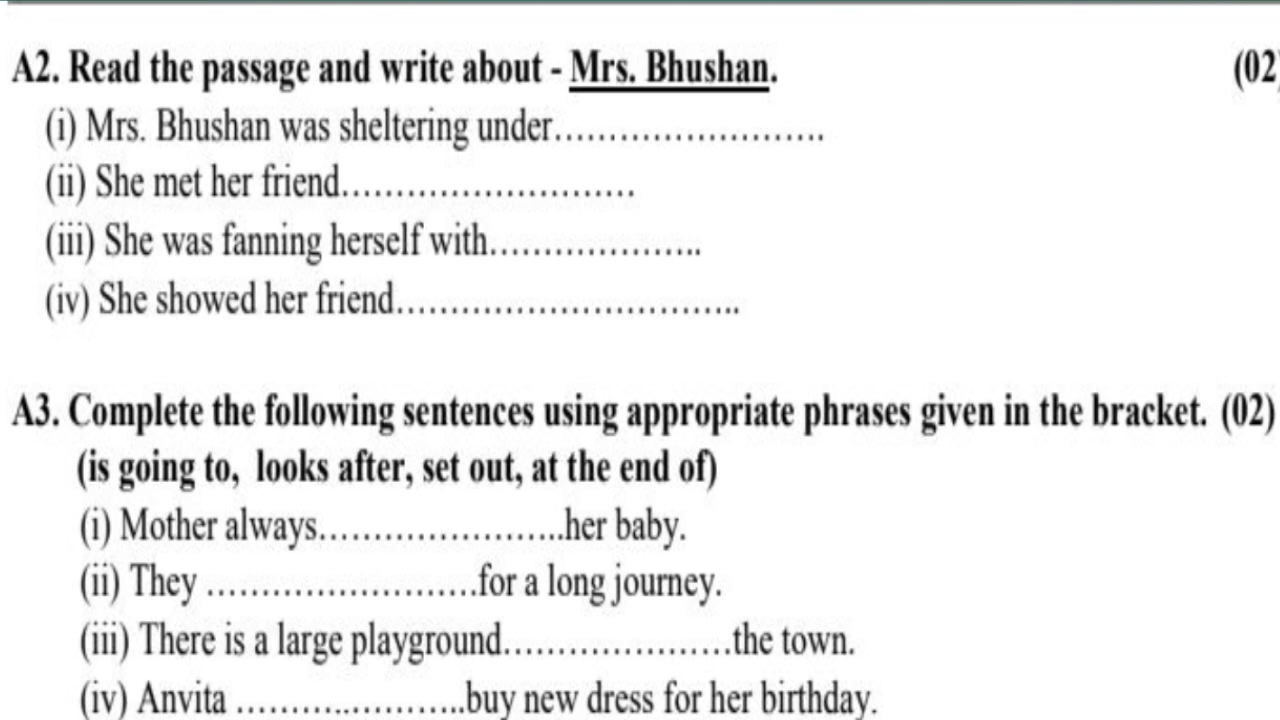 A2. Read the passage and write about - Mrs. Bhushan. (02)
(i) Mrs. Bhushan was sheltering under.........................
(ii) She met her friend...........................
(iii) She was fanning herself with....................
(iv) She showed her friend................................
A3. Complete the following sentences using appropriate phrases given in the bracket. (02)
(is going to, looks after, set out, at the end of)
(i) Mother always.......................her baby.
(ii) They .........................for a long journey.
(iii) There is a large playground.....................the town.
(iv) Anvita .....................buy new dress for her birthday.